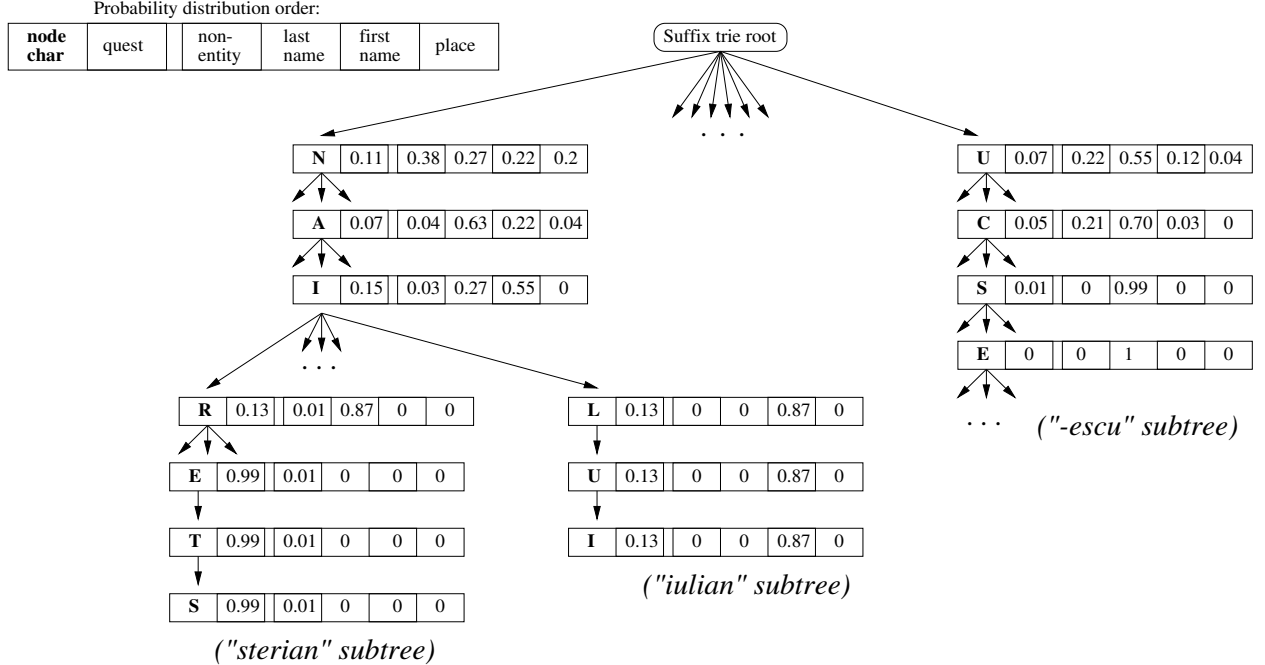 Probability distribution order:
node char quest non-entity last name first name place
Suffix trie root
. . .
N 0.11 0.38 0.27 0.22 0.2
U 0.07 0.22 0.55 0.12 0.04
A 0.07 0.04 0.63 0.22 0.04
C 0.05 0.21 0.70 0.03 0
I 0.15 0.03 0.27 0.55 0
S 0.01 0 0.99 0 0
E 0 0 1 0 0
. . .
R 0.13 0.01 0.87 0 0
L 0.13 0 0 0.87 0
. . . ("-escu" subtree)
E 0.99 0.01 0 0 0
U 0.13 0 0 0.87 0
T 0.99 0.01 0 0 0
I 0.13 0 0 0.87 0
("iulian" subtree)
S 0.99 0.01 0 0 0
("sterian" subtree)